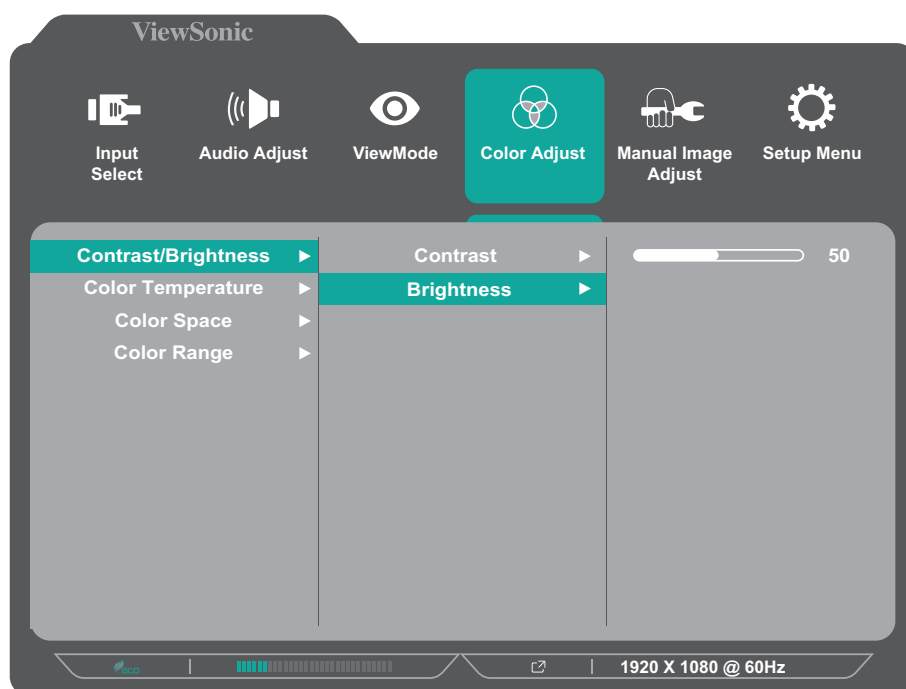 ViewSonic
Input Select
Audio Adjust
ViewMode
Color Adjust
Manual Image Adjust
Setup Menu
Contrast/Brightness
Contrast
50
Color Temperature
Brightness
Color Space
Color Range
eco
1920 X 1080 @ 60Hz